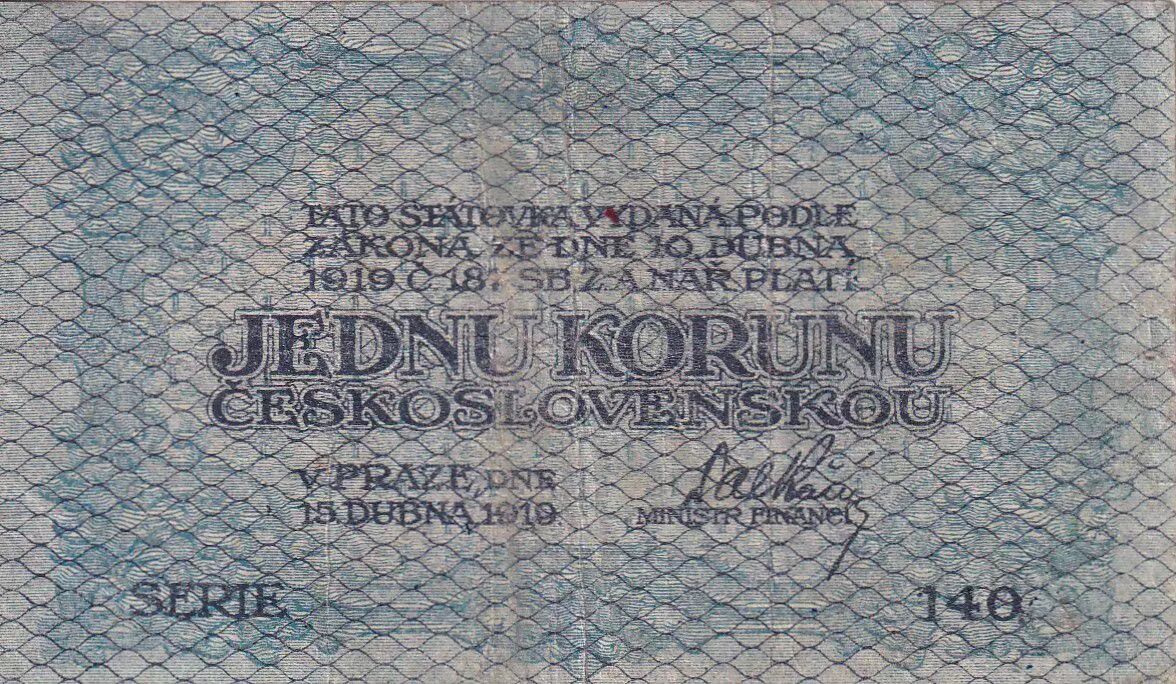 TATO STÁTOVKA VYDANÁ PODLE
ZÁKONA ZE DNE 10. DUBNA
1919 Č. 187 SB. Z. A NAŘ. PLATÍ
JEDNU KORUNU
ČESKOSLOVENSKOU
V PRAZE, DNE
15. DUBNA 1919
MINISTR FINANCÍ
SERIE 140